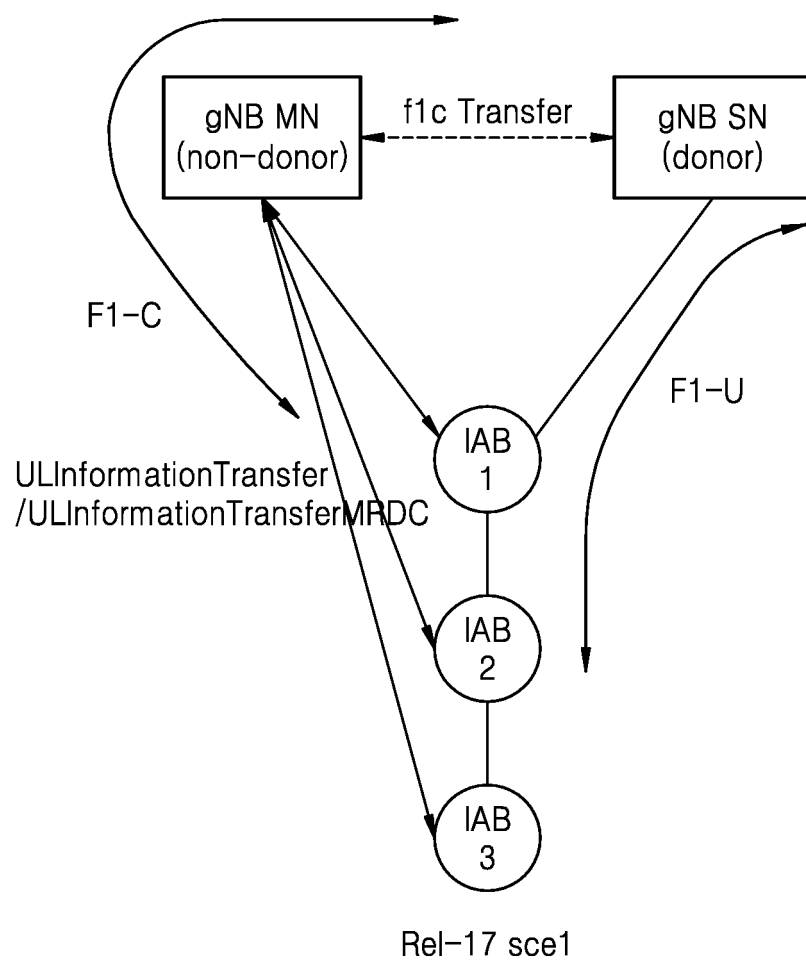 gNB MN
(non-donor)
f1c Transfer
gNB SN
(donor)
F1-C
F1-U
IAB
1
ULInformationTransfer
/ULInformationTransferMRDC
IAB
2
IAB
3
Rel-17 sce1